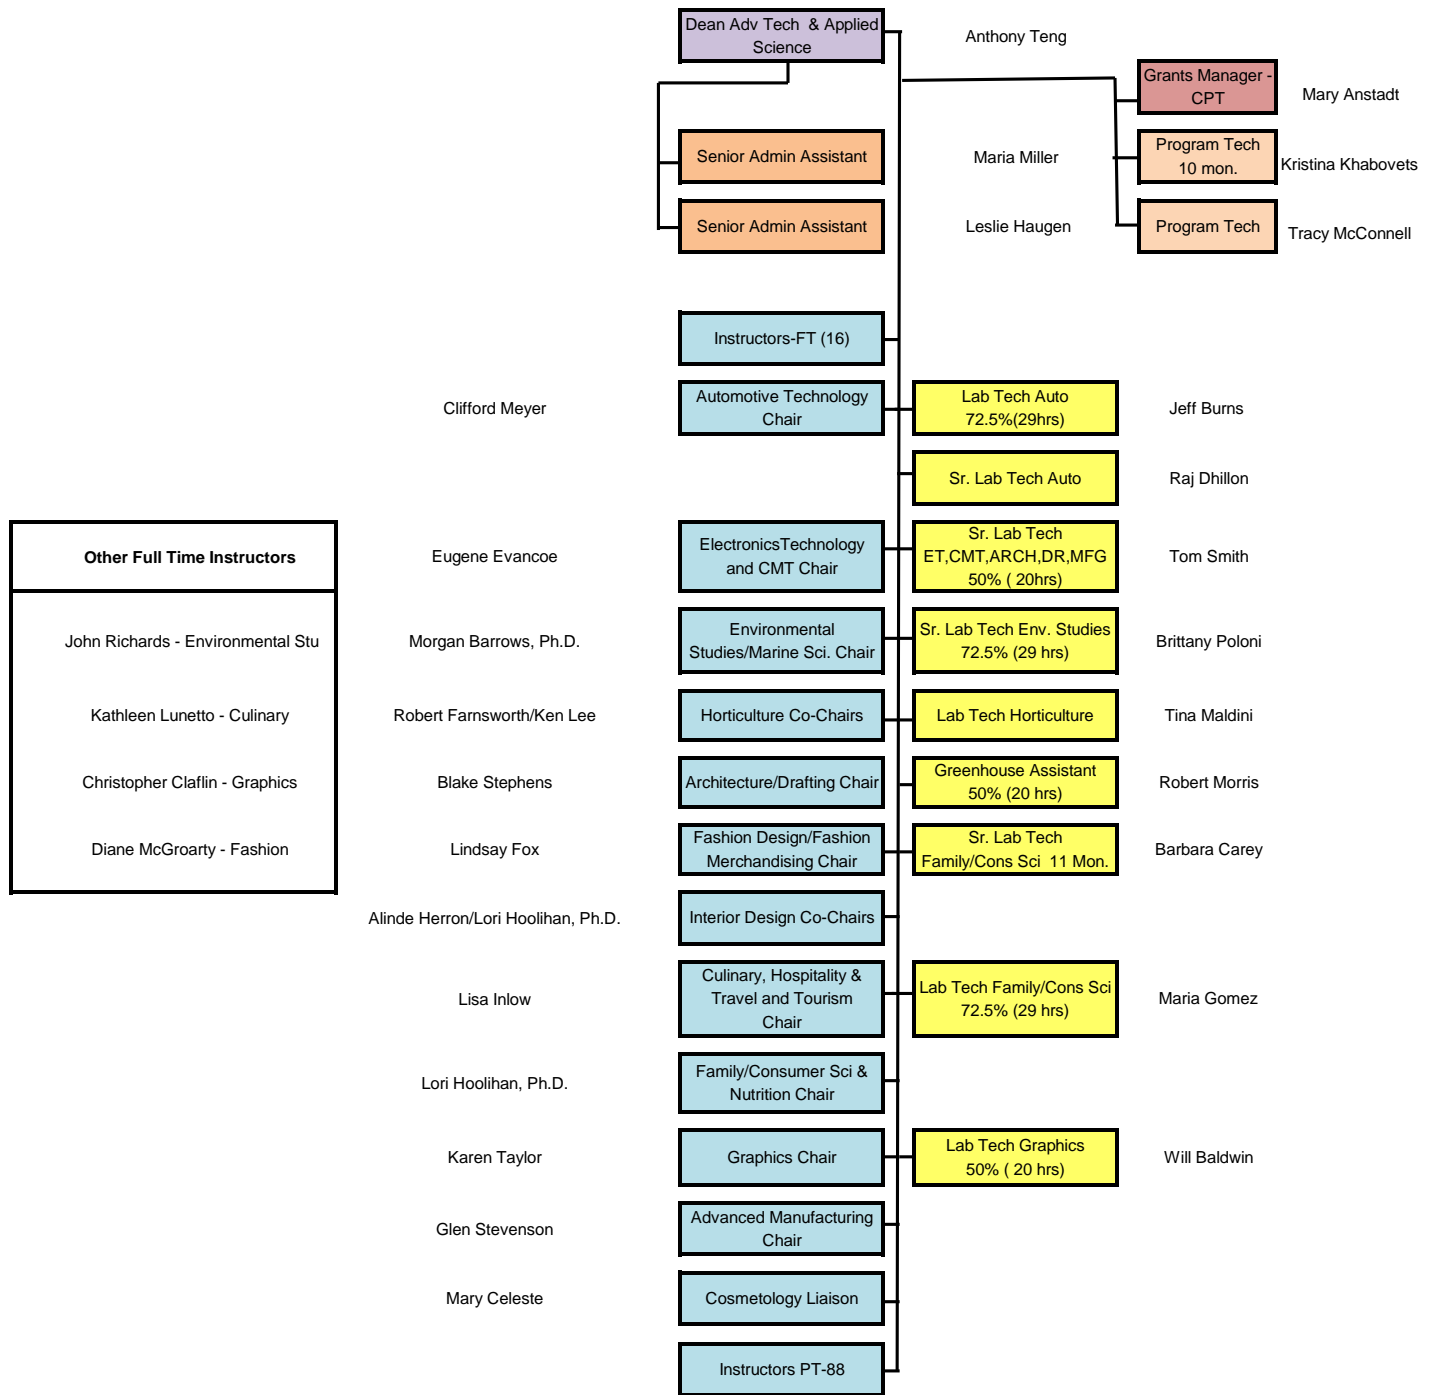 Dean Adv Tech  & Applied
Science
Anthony Teng
Grants Manager -
CPT
Mary Anstadt
Senior Admin Assistant
Maria Miller
Program Tech
10 mon.
Kristina Khabovets
Senior Admin Assistant
Leslie Haugen
Program Tech
Tracy McConnell
Instructors-FT (16)
Clifford Meyer
Automotive Technology
Chair
Lab Tech Auto
72.5%(29hrs)
Jeff Burns
Sr. Lab Tech Auto
Raj Dhillon
Other Full Time Instructors
Eugene Evancoe
ElectronicsTechnology
and CMT Chair
Sr. Lab Tech
ET,CMT,ARCH,DR,MFG
50% ( 20hrs)
Tom Smith
John Richards - Environmental Stu
Morgan Barrows, Ph.D.
Environmental
Studies/Marine Sci. Chair
Sr. Lab Tech Env. Studies
72.5% (29 hrs)
Brittany Poloni
Kathleen Lunetto - Culinary
Robert Farnsworth/Ken Lee
Horticulture Co-Chairs
Lab Tech Horticulture
Tina Maldini
Christopher Claflin - Graphics
Blake Stephens
Architecture/Drafting Chair
Greenhouse Assistant
50% (20 hrs)
Robert Morris
Diane McGroarty - Fashion
Lindsay Fox
Fashion Design/Fashion
Merchandising Chair
Sr. Lab Tech
Family/Cons Sci  11 Mon.
Barbara Carey
Alinde Herron/Lori Hoolihan, Ph.D.
Interior Design Co-Chairs
Lisa Inlow
Culinary, Hospitality &
Travel and Tourism
Chair
Lab Tech Family/Cons Sci
72.5% (29 hrs)
Maria Gomez
Lori Hoolihan, Ph.D.
Family/Consumer Sci &
Nutrition Chair
Karen Taylor
Graphics Chair
Lab Tech Graphics
50% ( 20 hrs)
Will Baldwin
Glen Stevenson
Advanced Manufacturing
Chair
Mary Celeste
Cosmetology Liaison
Instructors PT-88